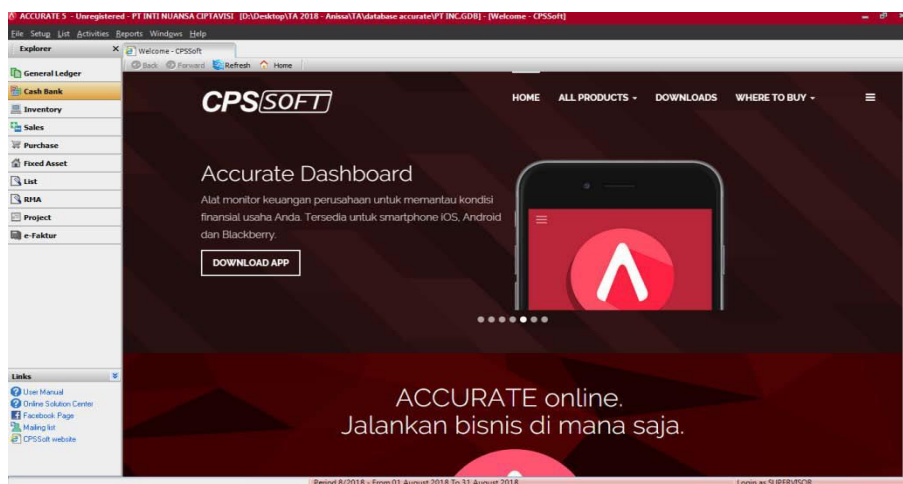 ACCURATE 5 - Unregistered - PT INTI NUANSA CIPTAVISI [D:\Desktop\TA 2018 - Anissa\TA\database accurate\PT INC.GDB] - [Welcome - CPSSoft]
File Setup List Activities Reports Windows Help
Explorer
Welcome - CPSSoft
Back Forward Refresh Home
General Ledger
Cash Bank
Inventory
Sales
Purchase
Fixed Asset
List
RMA
Project
e-Faktur
CPSSOFT
HOME ALL PRODUCTS DOWNLOADS WHERE TO BUY
Accurate Dashboard
Alat monitor keuangan perusahaan untuk memantau kondisi
finansial usaha Anda. Tersedia untuk smartphone iOS, Android
dan Blackberry.
DOWNLOAD APP
Links
User Manual
Online Solution Center
Facebook Page
Mailing list
CPSSoft website
ACCURATE online.
Jalankan bisnis di mana saja.
Period 8/2018 - From 01 August 2018 To 31 August 2018
Login as SUPERVISOR